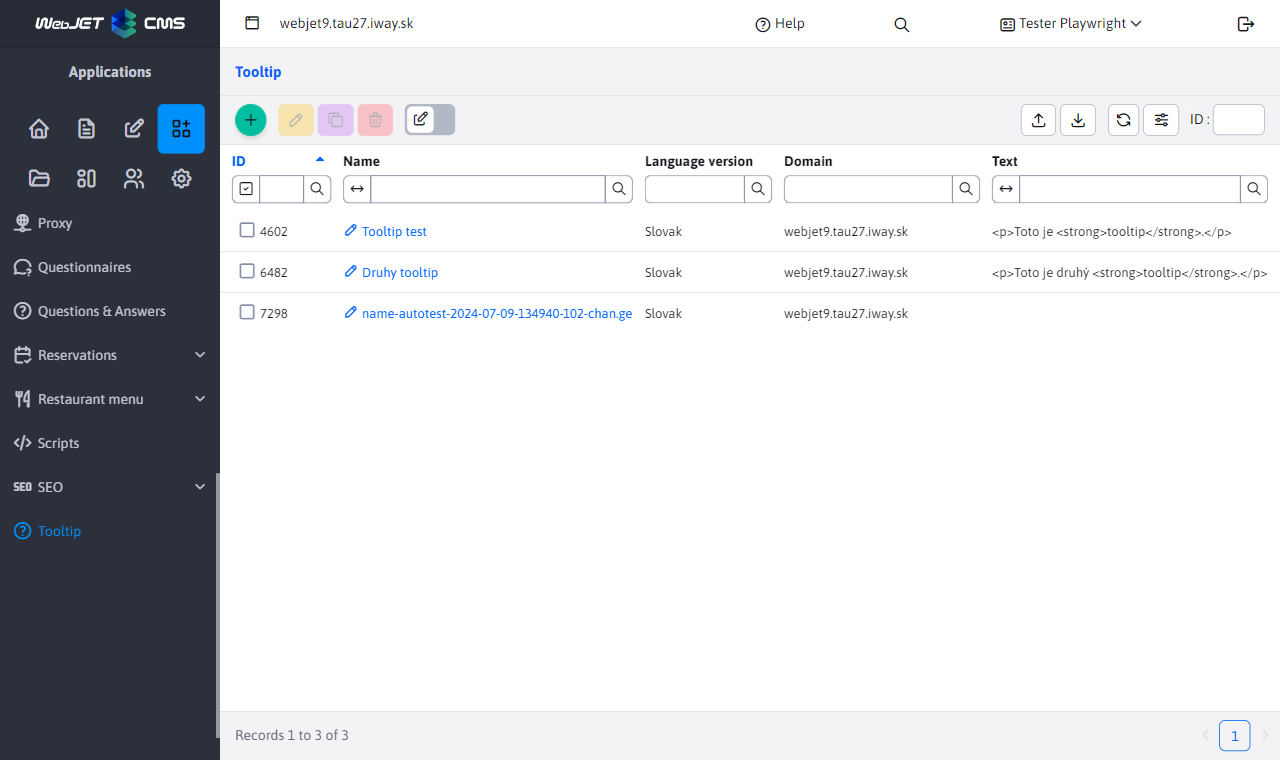 WebJET CMS
webjet9.tau27.iway.sk
Help
Tester Playwright
Applications
Tooltip
ID :
ID
Name
Language version
Domain
Text
4602
Tooltip test
Slovak
webjet9.tau27.iway.sk
<p>Toto je <strong>tooltip</strong>.</p>
6482
Druhy tooltip
Slovak
webjet9.tau27.iway.sk
<p>Toto je druhý <strong>tooltip</strong>.</p>
7298
name-autotest-2024-07-09-134940-102-chan.ge
Slovak
webjet9.tau27.iway.sk
Proxy
Questionnaires
Questions & Answers
Reservations
Restaurant menu
Scripts
SEO SEO
Tooltip
Records 1 to 3 of 3
1